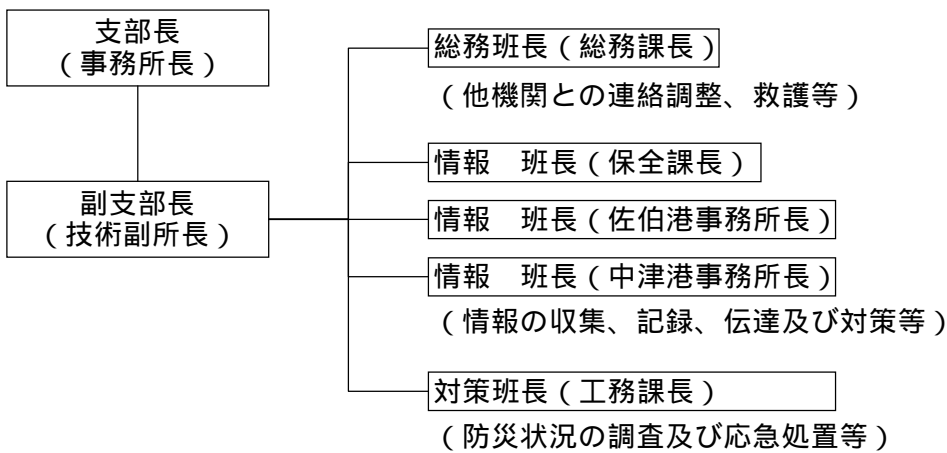 支部長
（事務所長）
副支部長
（技術副所長）
総務班長（総務課長）
（他機関との連絡調整、救護等）
情報　班長（保全課長）
情報　班長（佐伯港事務所長）
情報　班長（中津港事務所長）
（情報の収集、記録、伝達及び対策等）
対策班長（工務課長）
（防災状況の調査及び応急処置等）